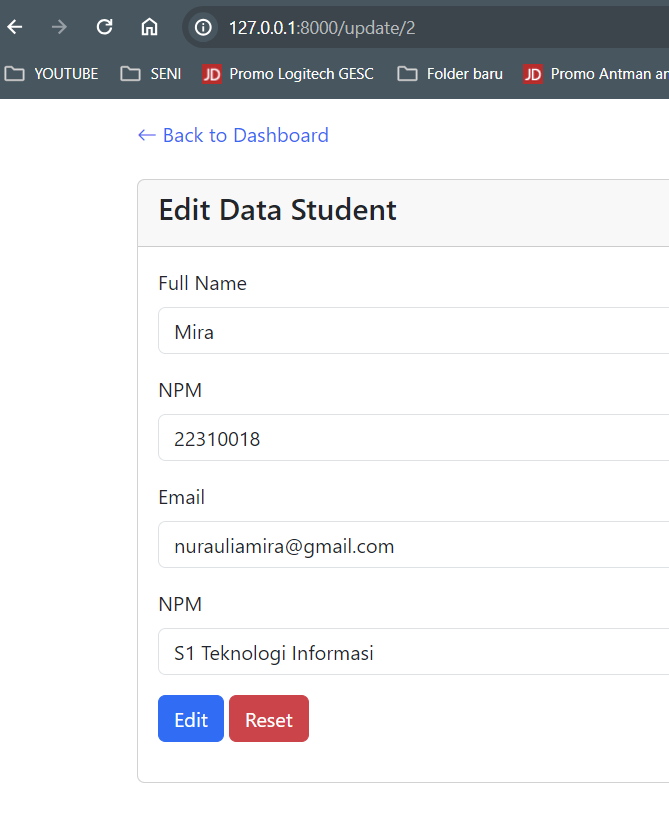 127.0.0.1:8000/update/2
YOUTUBE SENI JD Promo Logitech GESC Folder baru JD Promo Antman an
← Back to Dashboard
Edit Data Student
Full Name
Mira
NPM
22310018
Email
nurauliamira@gmail.com
NPM
S1 Teknologi Informasi
Edit Reset